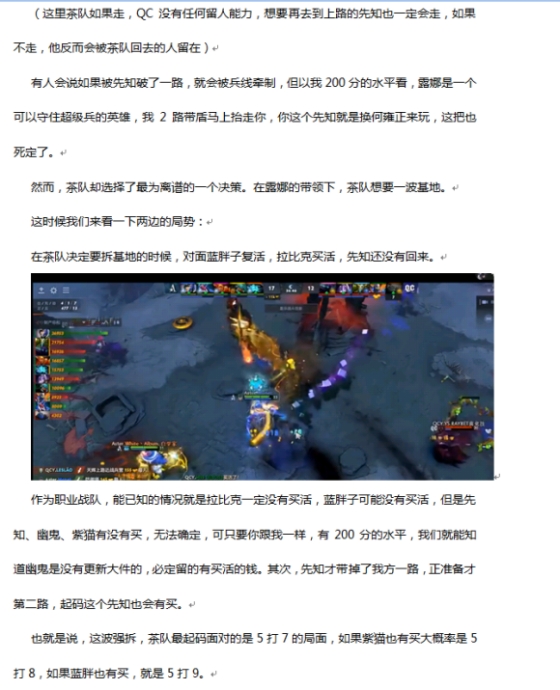 （这里茶队如果走，QC 没有任何留人能力，想要再去到上路的先知也一定会走，如果
不走，他反而会被茶队回去的人留在）
有人会说如果被先知破了一路，就会被兵线牵制，但以我 200 分的水平看，露娜是一个
可以守住超级兵的英雄，我 2 路带盾马上抬走你，你这个先知就是换何雍正来玩，这把也
死定了。
然而，茶队却选择了最为离谱的一个决策。在露娜的带领下，茶队想要一波基地。
这时候我们来看一下两边的局势：
在茶队决定要拆基地的时候，对面蓝胖子复活，拉比克买活，先知还没有回来。
17
13
QC
作为职业战队，能已知的情况就是拉比克一定没有买活，蓝胖子可能没有买活，但是先
知、幽鬼、紫猫有没有买，无法确定，可只要你跟我一样，有 200 分的水平，我们就能知
道幽鬼是没有更新大件的，必定留的有买活的钱。其次，先知才带掉了我方一路，正准备才
第二路，起码这个先知也会有买。
也就是说，这波强拆，茶队最起码面对的是 5 打 7 的局面，如果紫猫也有买大概率是 5
打 8，如果蓝胖也有买，就是 5 打 9。